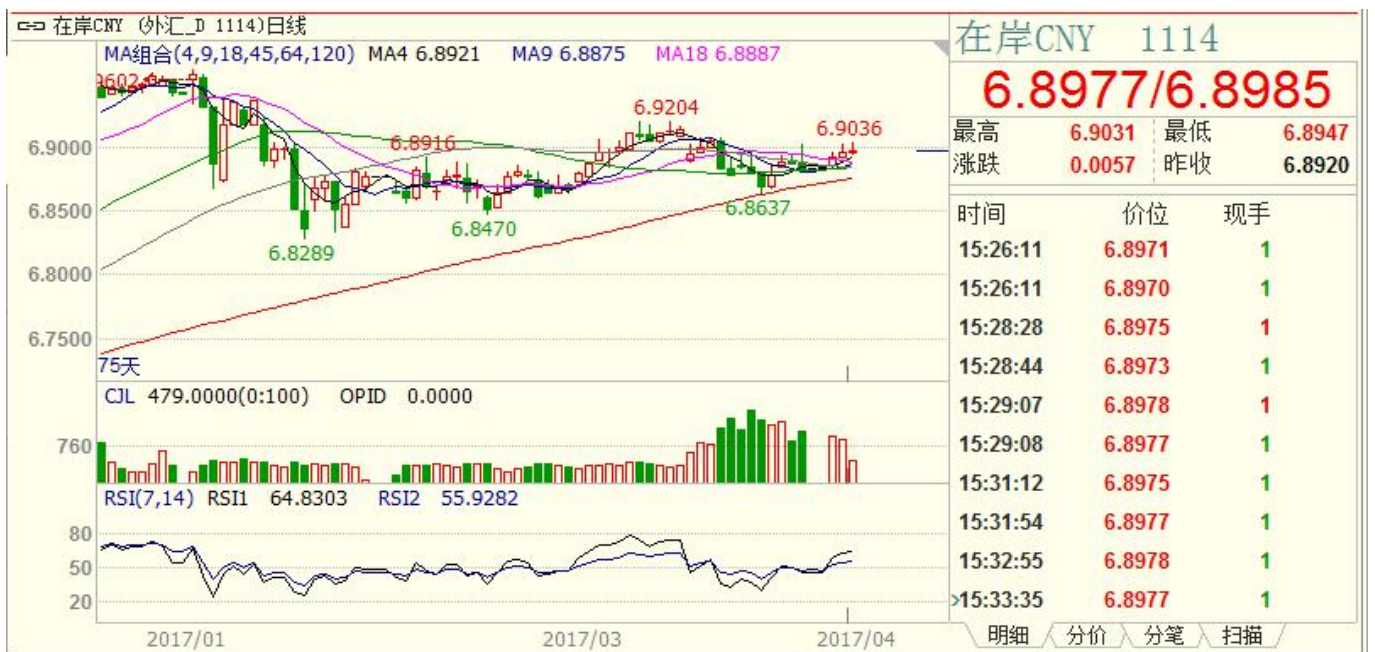 在岸CNY (外汇_D 1114)日线
MA组合(4,9,18,45,64,120) MA4 6.8921 MA9 6.8875 MA18 6.8887
9602
6.9204
6.9036
6.8916
6.9000
6.8500
6.8637
6.8470
6.8289
6.8000
6.7500
75天
CJL 479.0000(0:100) OPID 0.0000
760
RSI(7,14) RSI1 64.8303 RSI2 55.9282
80
50
20
2017/01 2017/03 2017/04
在岸CNY 1114
6.8977/6.8985
最高 6.9031 最低 6.8947
涨跌 0.0057 昨收 6.8920
时间 价位 现手
15:26:11 6.8971 1
15:26:11 6.8970 1
15:28:28 6.8975 1
15:28:44 6.8973 1
15:29:07 6.8978 1
15:29:08 6.8977 1
15:31:12 6.8975 1
15:31:54 6.8977 1
15:32:55 6.8978 1
>15:33:35 6.8977 1
明细 分价 分笔 扫描